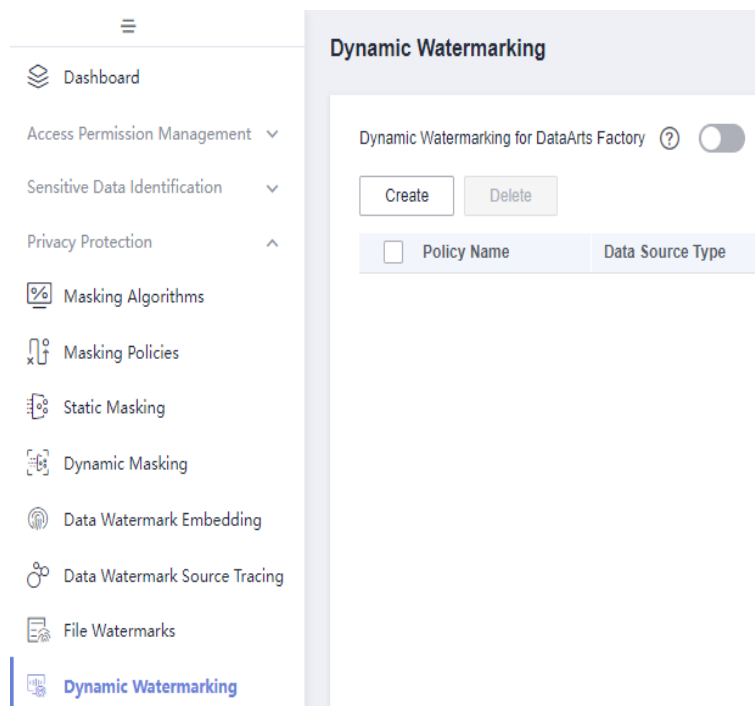 Dashboard
Access Permission Management
Sensitive Data Identification
Privacy Protection
Masking Algorithms
Masking Policies
Static Masking
Dynamic Masking
Data Watermark Embedding
Data Watermark Source Tracing
File Watermarks
Dynamic Watermarking
Dynamic Watermarking
Dynamic Watermarking for DataArts Factory ?
Create Delete
Policy Name Data Source Type